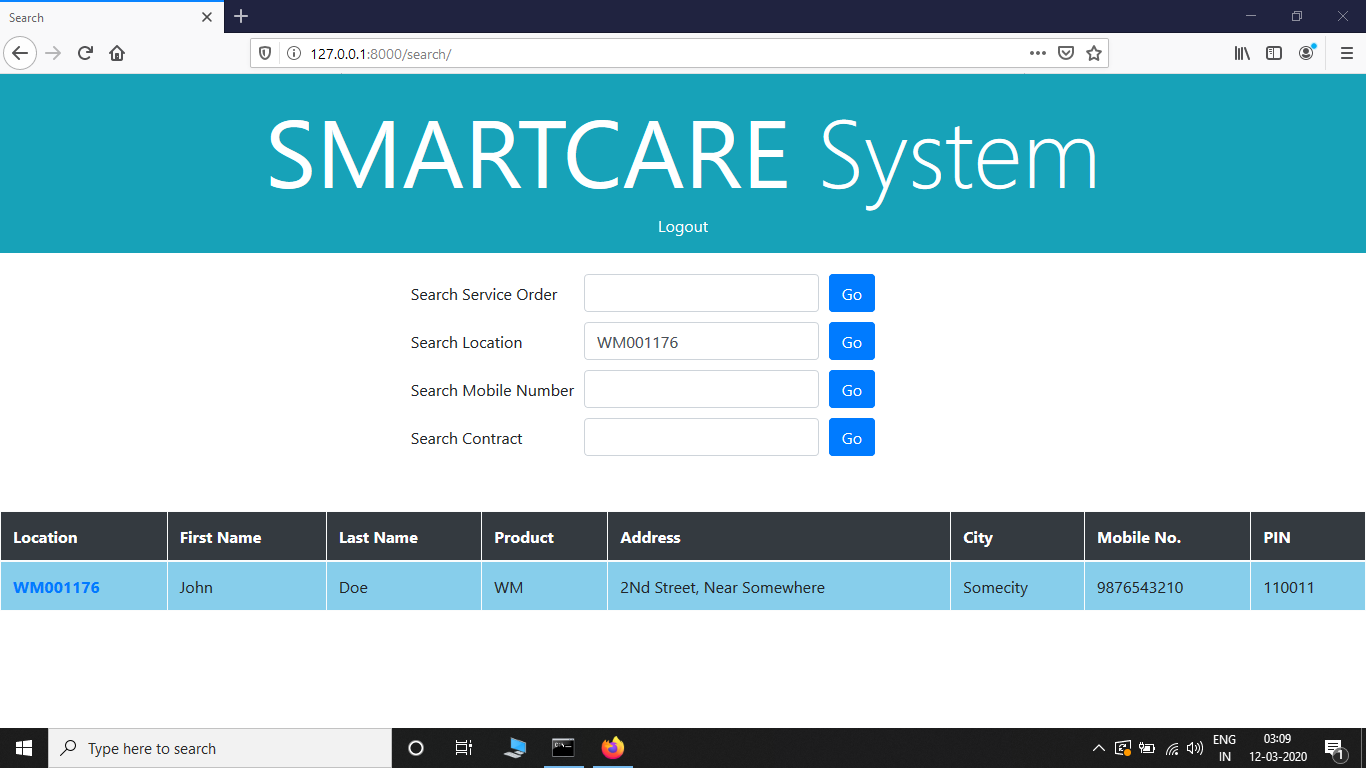 Search
127.0.0.1:8000/search/
SMARTCARE System
Logout
Search Service Order Go
Search Location WM001176 Go
Search Mobile Number Go
Search Contract Go
Location First Name Last Name Product Address City Mobile No. PIN
WM001176 John Doe WM 2Nd Street, Near Somewhere Somecity 9876543210 110011
Type here to search
ENG 03:09
IN 12-03-2020 1